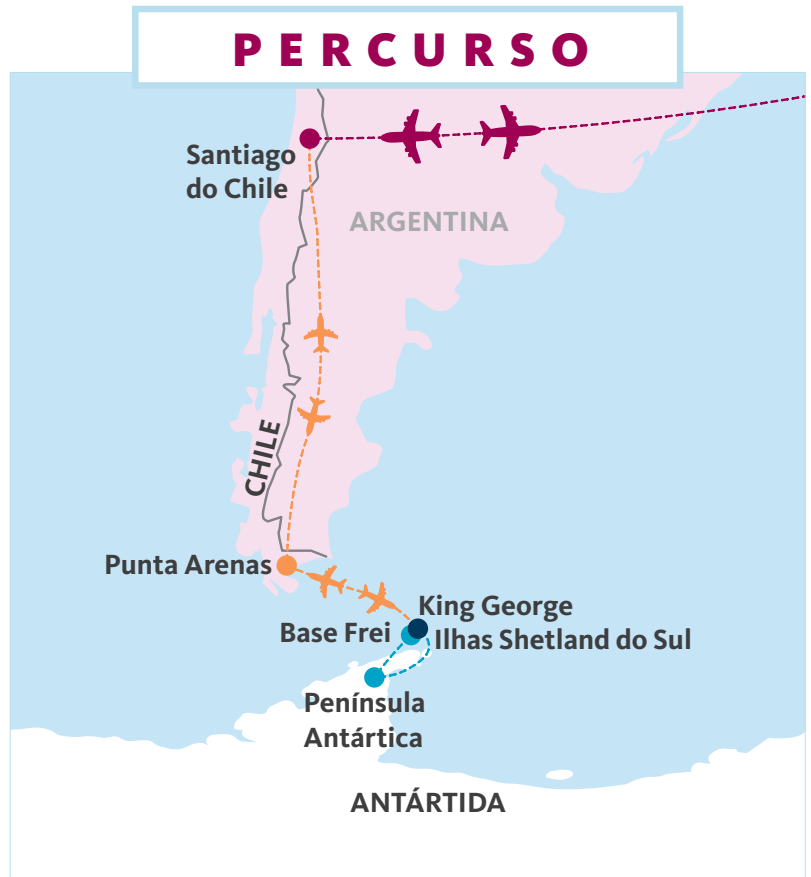 PERCURSO
Santiago
do Chile
ARGENTINA
CHILE
Punta Arenas
King George
Base Frei
Ilhas Shetland do Sul
Península
Antártica
ANTÁRTIDA